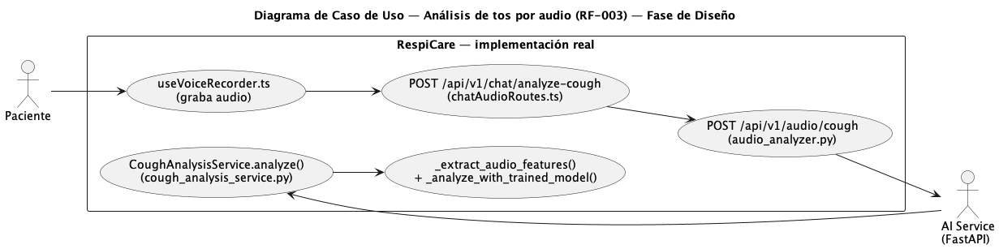 Diagrama de Caso de Uso — Análisis de tos por audio (RF-003) — Fase de Diseño
RespiCare — implementación real
Paciente
useVoiceRecorder.ts
(graba audio)
POST /api/v1/chat/analyze-cough
(chatAudioRoutes.ts)
POST /api/v1/audio/cough
(audio_analyzer.py)
CoughAnalysisService.analyze()
(cough_analysis_service.py)
_extract_audio_features()
+ _analyze_with_trained_model()
AI Service
(FastAPI)